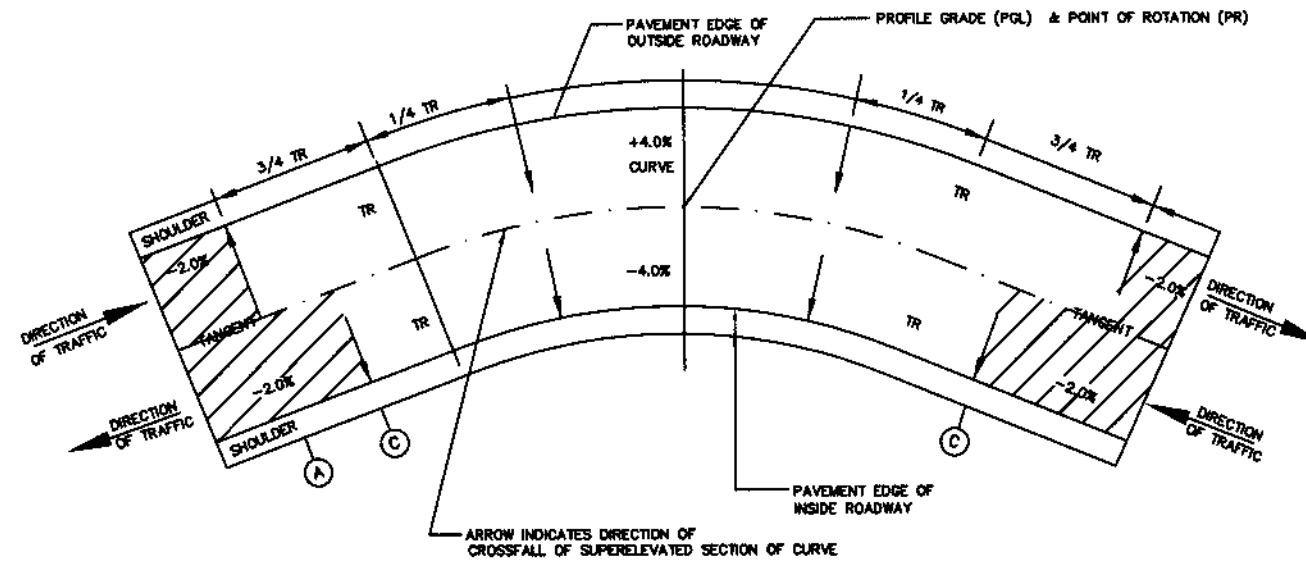 PROFILE GRADE (PGL) & POINT OF ROTATION (PR)
PAVEMENT EDGE OF
OUTSIDE ROADWAY
1/4 TR
1/4 TR
3/4 TR
3/4 TR
+4.0%
CURVE
TR
TR
SHOULDER
-2.0%
-4.0%
-2.0%
DIRECTION
OF TRAFFIC
TANGENT
TR
TR
TANGENT
DIRECTION
OF TRAFFIC
-2.0%
-2.0%
DIRECTION
OF TRAFFIC
SHOULDER
DIRECTION
OF TRAFFIC
A
C
C
PAVEMENT EDGE OF
INSIDE ROADWAY
ARROW INDICATES DIRECTION OF
CROSSFALL OF SUPERELEVATED SECTION OF CURVE